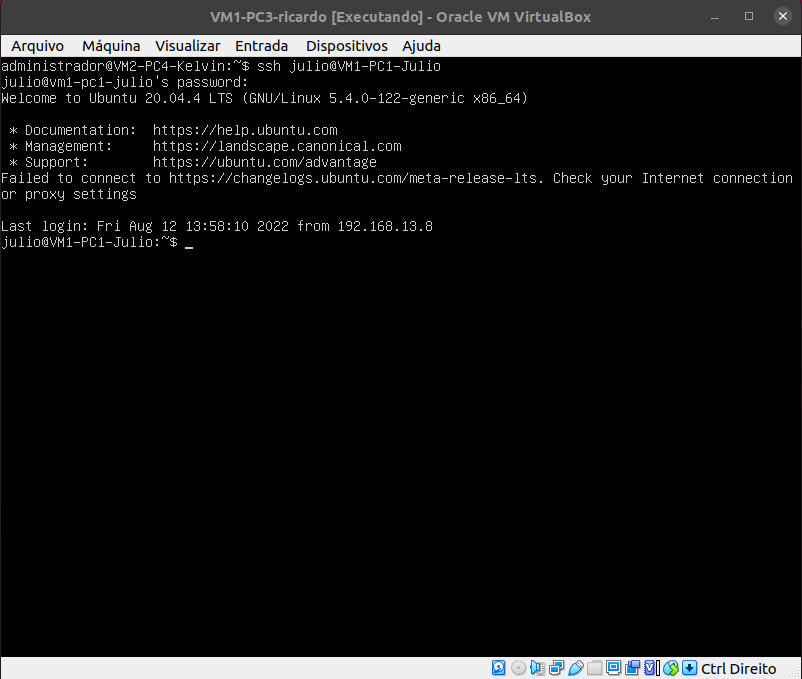 VM1-PC3-ricardo [Executando] - Oracle VM VirtualBox
Arquivo Máquina Visualizar Entrada Dispositivos Ajuda
administrador@VM2-PC4-Kelvin:~$ ssh julio@VM1-PC1-Julio
julio@vm1-pc1-julio's password:
Welcome to Ubuntu 20.04.4 LTS (GNU/Linux 5.4.0-122-generic x86_64)
* Documentation: https://help.ubuntu.com
* Management: https://landscape.canonical.com
* Support: https://ubuntu.com/advantage
Failed to connect to https://changelogs.ubuntu.com/meta-release-lts. Check your Internet connection
or proxy settings
Last login: Fri Aug 12 13:58:10 2022 from 192.168.13.8
julio@VM1-PC1-Julio:~$ _
Ctrl Direito